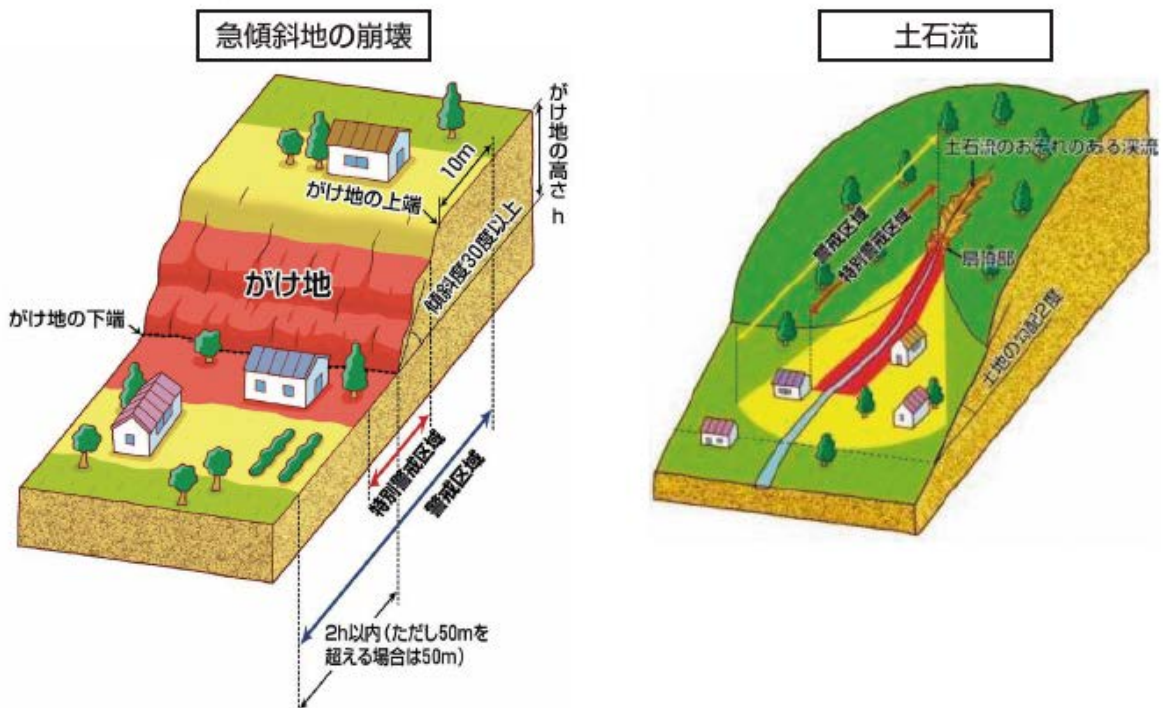 急傾斜地の崩壊
がけ地の高さ h
10m
がけ地の上端
傾斜度30度以上
がけ地
がけ地の下端
特別警戒区域
警戒区域
2h以内(ただし50mを
超える場合は50m)
土石流
土石流のおそれのある渓流
警戒区域
特別警戒区域
扇頂部
土地の勾配2度